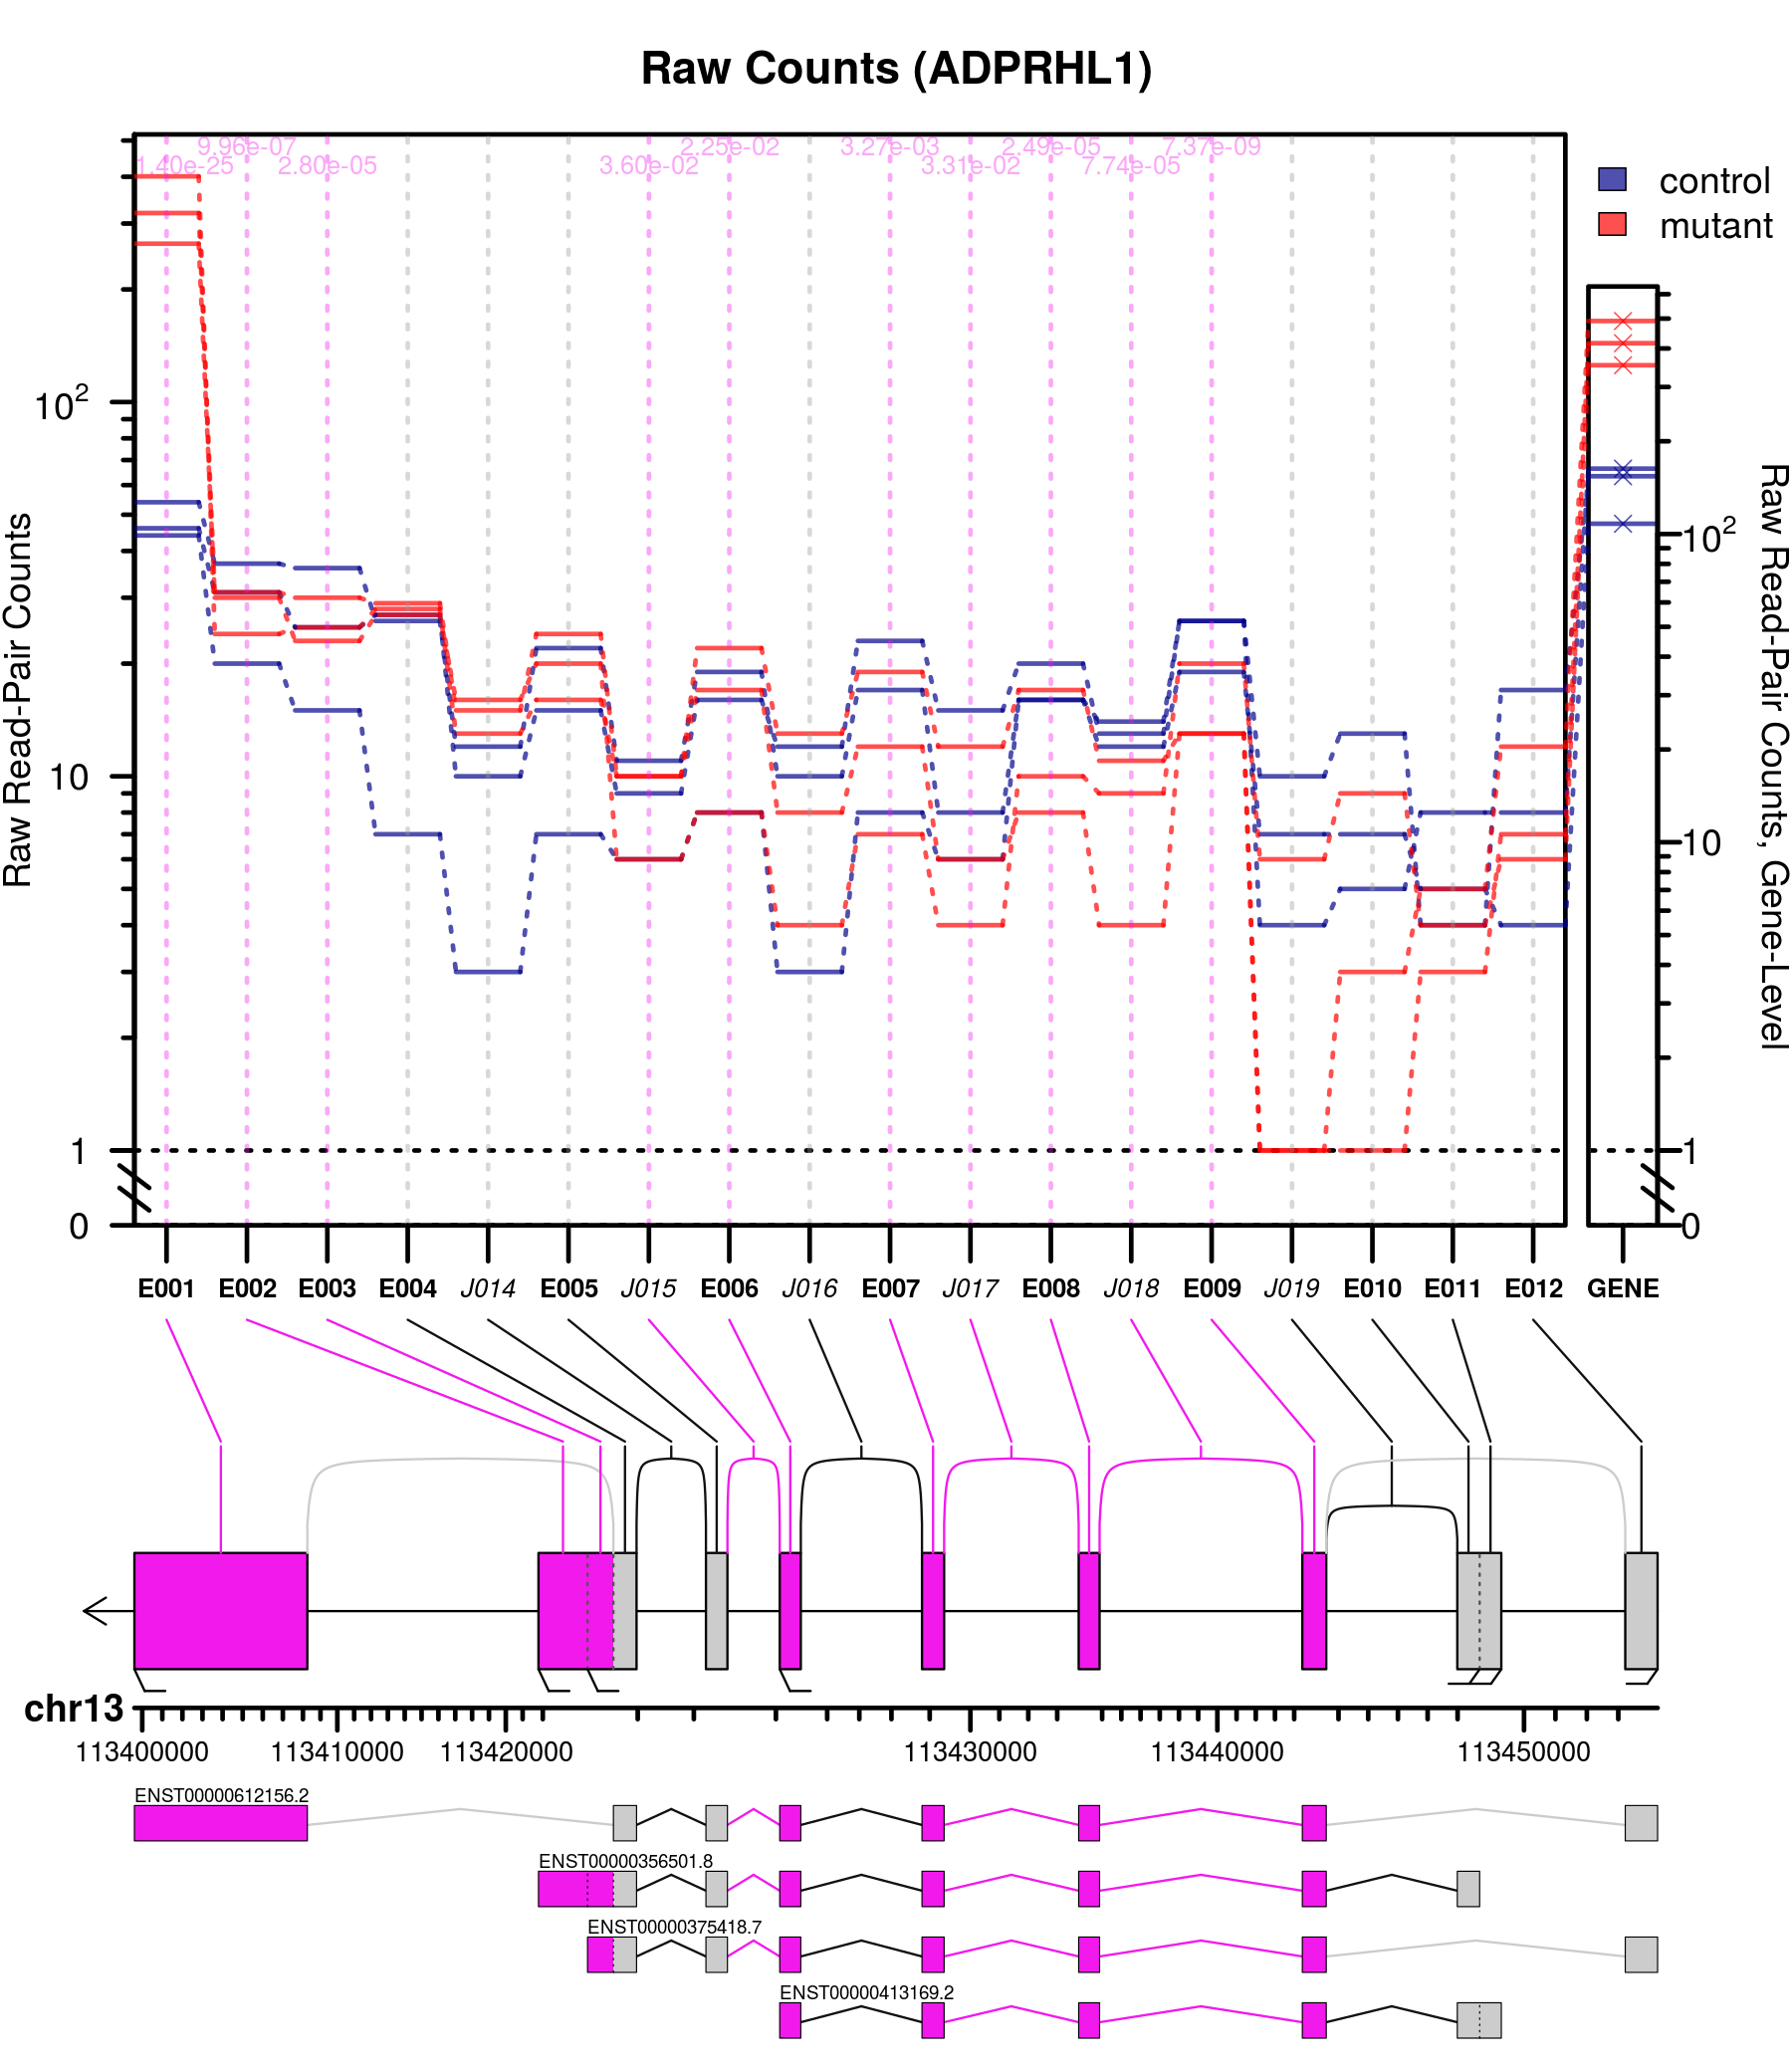 Raw Counts (ADPRHL1)
9.96e-07 2.25e-02 3.27e-03 2.49e-05 7.37e-09
1.40e-25 2.80e-05 3.60e-02 3.31e-02 7.74e-05
control
mutant
Raw Read-Pair Counts
10²
10
1
0
Raw Read-Pair Counts, Gene-Level
10²
10
1
0
E001 E002 E003 E004 J014 E005 J015 E006 J016 E007 J017 E008 J018 E009 J019 E010 E011 E012 GENE
chr13
113400000 113410000 113420000 113430000 113440000 113450000
ENST00000612156.2
ENST00000356501.8
ENST00000375418.7
ENST00000413169.2